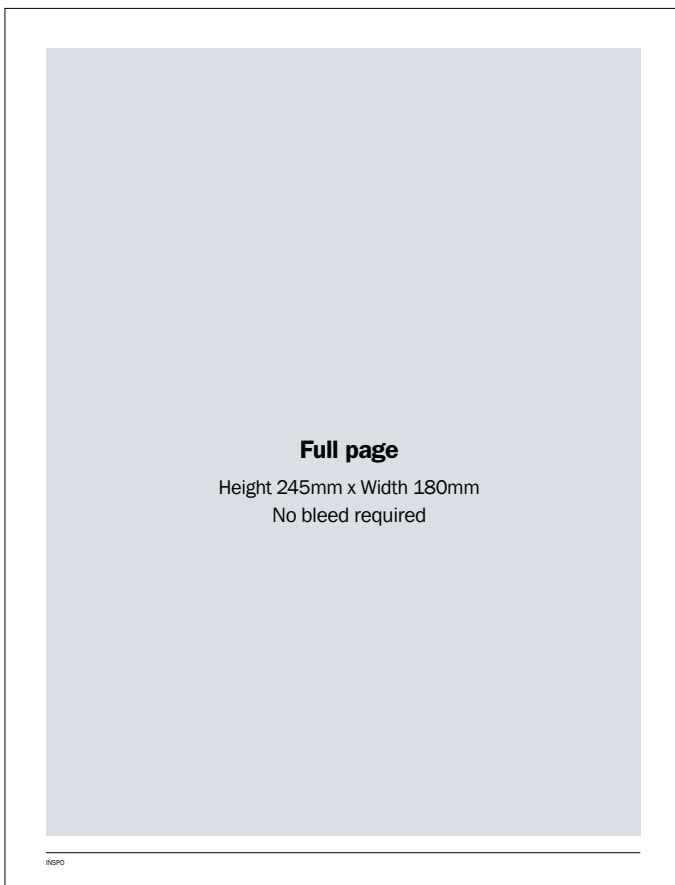 Full page
Height 245mm x Width 180mm
No bleed required
INSPO